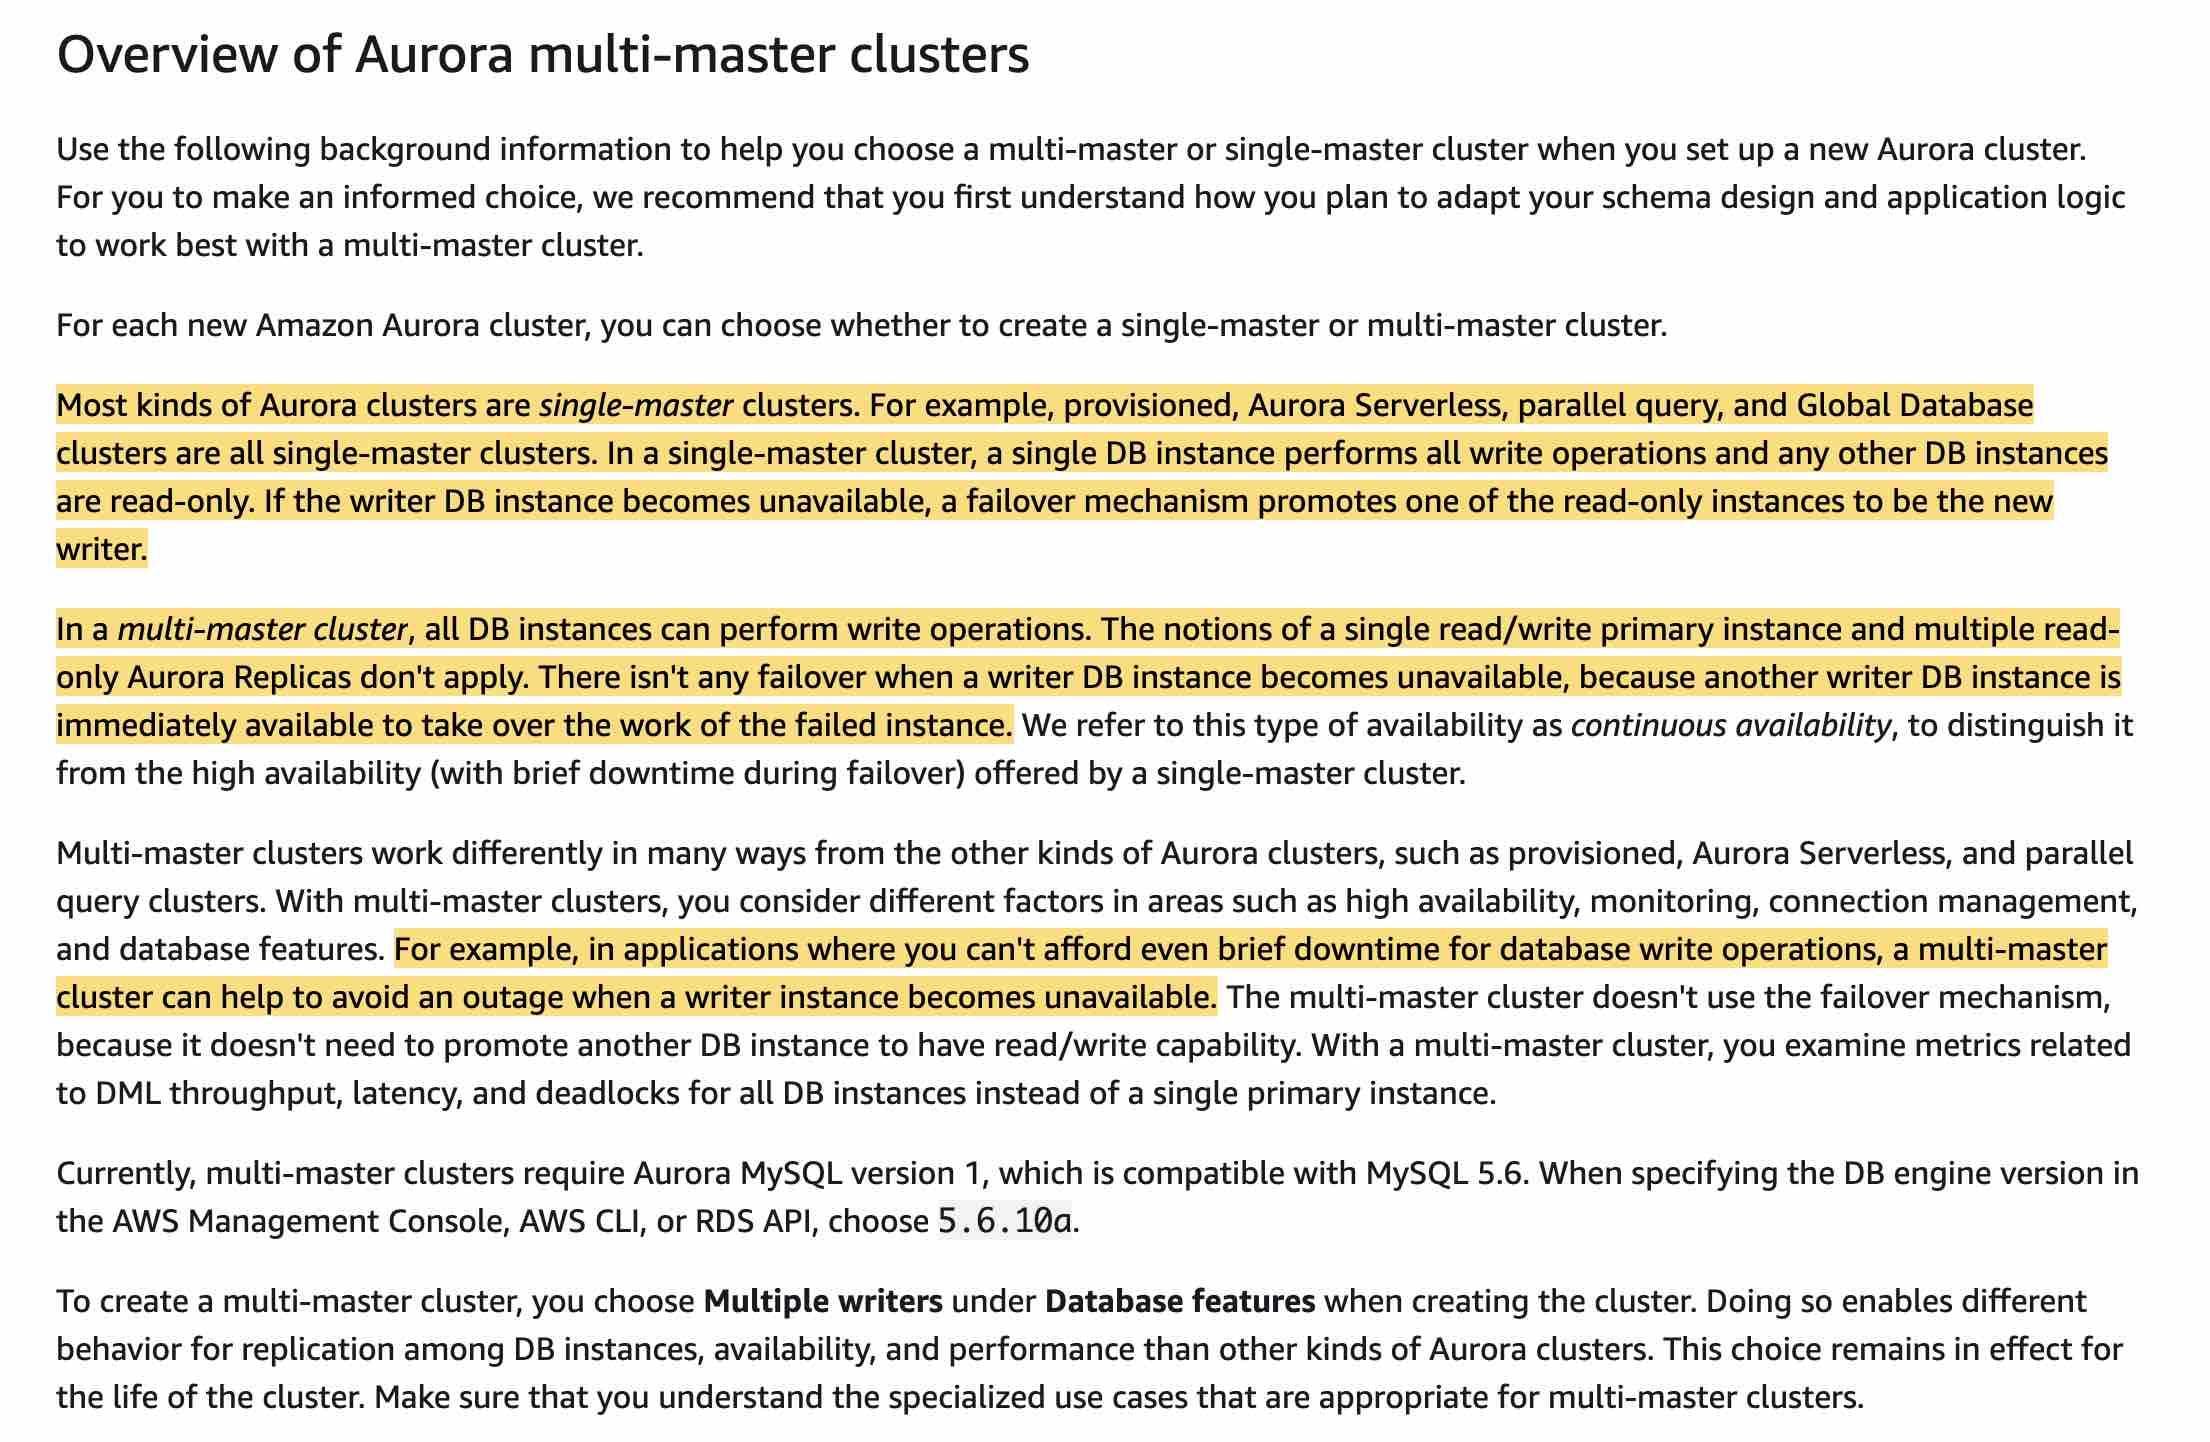 Overview of Aurora multi-master clusters
Use the following background information to help you choose a multi-master or single-master cluster when you set up a new Aurora cluster.
For you to make an informed choice, we recommend that you first understand how you plan to adapt your schema design and application logic
to work best with a multi-master cluster.
For each new Amazon Aurora cluster, you can choose whether to create a single-master or multi-master cluster.
Most kinds of Aurora clusters are single-master clusters. For example, provisioned, Aurora Serverless, parallel query, and Global Database
clusters are all single-master clusters. In a single-master cluster, a single DB instance performs all write operations and any other DB instances
are read-only. If the writer DB instance becomes unavailable, a failover mechanism promotes one of the read-only instances to be the new
writer.
In a multi-master cluster, all DB instances can perform write operations. The notions of a single read/write primary instance and multiple read-
only Aurora Replicas don't apply. There isn't any failover when a writer DB instance becomes unavailable, because another writer DB instance is
immediately available to take over the work of the failed instance. We refer to this type of availability as continuous availability, to distinguish it
from the high availability (with brief downtime during failover) offered by a single-master cluster.
Multi-master clusters work differently in many ways from the other kinds of Aurora clusters, such as provisioned, Aurora Serverless, and parallel
query clusters. With multi-master clusters, you consider different factors in areas such as high availability, monitoring, connection management,
and database features. For example, in applications where you can't afford even brief downtime for database write operations, a multi-master
cluster can help to avoid an outage when a writer instance becomes unavailable. The multi-master cluster doesn't use the failover mechanism,
because it doesn't need to promote another DB instance to have read/write capability. With a multi-master cluster, you examine metrics related
to DML throughput, latency, and deadlocks for all DB instances instead of a single primary instance.
Currently, multi-master clusters require Aurora MySQL version 1, which is compatible with MySQL 5.6. When specifying the DB engine version in
the AWS Management Console, AWS CLI, or RDS API, choose 5.6.10a.
To create a multi-master cluster, you choose Multiple writers under Database features when creating the cluster. Doing so enables different
behavior for replication among DB instances, availability, and performance than other kinds of Aurora clusters. This choice remains in effect for
the life of the cluster. Make sure that you understand the specialized use cases that are appropriate for multi-master clusters.